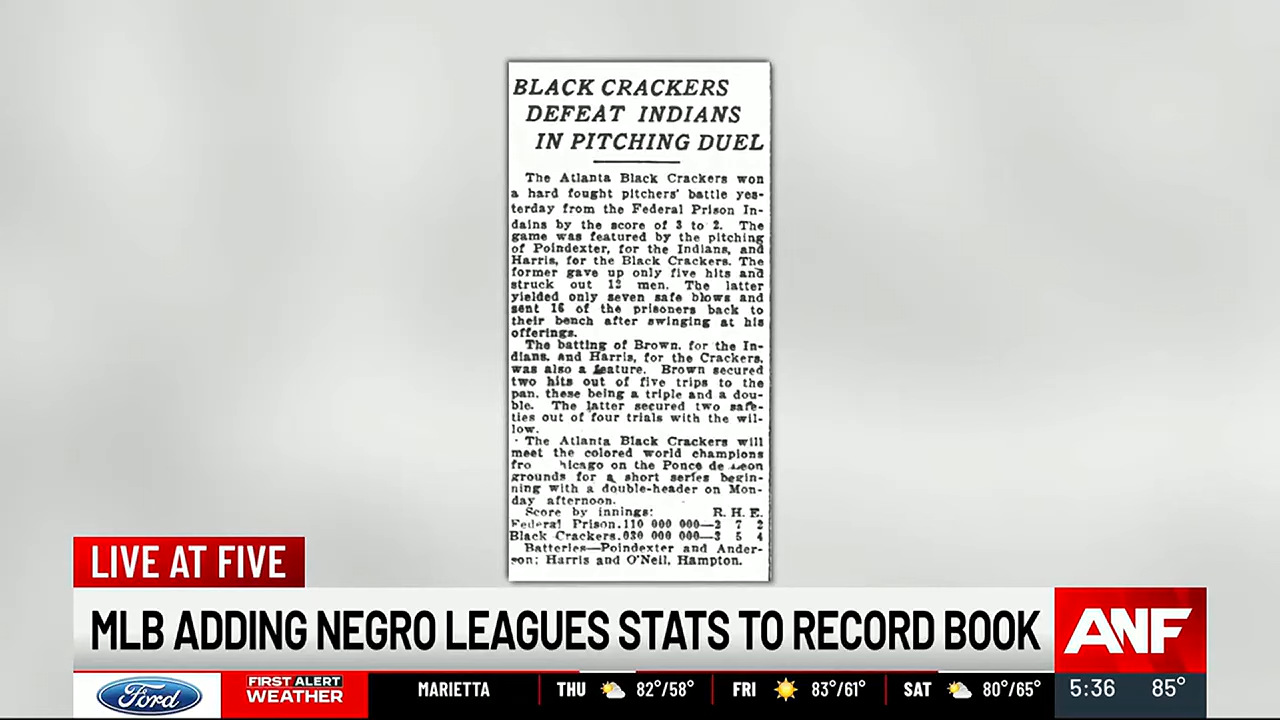 BLACK CRACKERS
DEFEAT INDIANS
IN PITCHING DUEL
The Atlanta Black Crackers won
a hard fought pitchers' battle yes-
terday from the Federal Prison In-
dains by the score of 3 to 2. The
game was featured by the pitching
of Poindexter, for the Indians, and
Harris, for the Black Crackers. The
former gave up only five hits and
struck out 12 men. The latter
yielded only seven safe blows and
sent 16 of the prisoners back to
their bench after swinging at his
offerings.
The batting of Brown, for the In-
dians, and Harris, for the Crackers,
was also a feature. Brown secured
two hits out of five trips to the
pan, these being a triple and a dou-
ble. The latter secured two safe-
ties out of four trials with the wil-
low.
The Atlanta Black Crackers will
meet the colored world champions
fro hicago on the Ponce de Leon
grounds for a short series begin-
ning with a double-header on Mon-
day afternoon.
Score by innings: R. H. E.
Federal Prison.110 000 000—2 7 2
Black Crackers.030 000 000—3 5 4
Batteries—Poindexter and Ander-
son; Harris and O'Neil, Hampton.
LIVE AT FIVE
MLB ADDING NEGRO LEAGUES STATS TO RECORD BOOK
ANF
Ford
FIRST ALERT
WEATHER
MARIETTA THU 82°/58° FRI 83°/61° SAT 80°/65°
5:36 85°